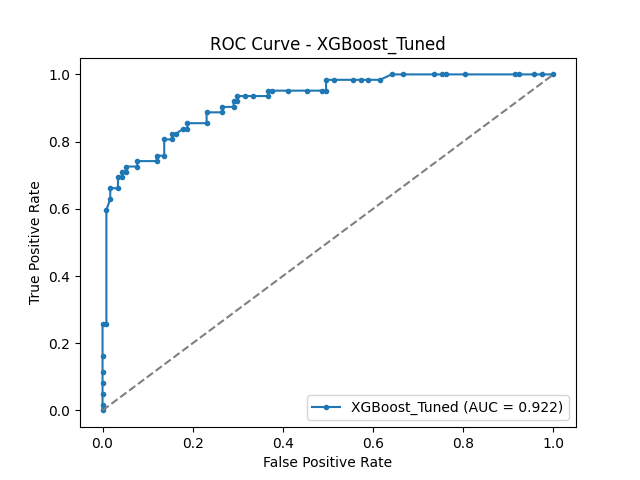 ROC Curve - XGBoost_Tuned
1.0
0.8
0.6
0.4
0.2
0.0
True Positive Rate
XGBoost_Tuned (AUC = 0.922)
0.0 0.2 0.4 0.6 0.8 1.0
False Positive Rate